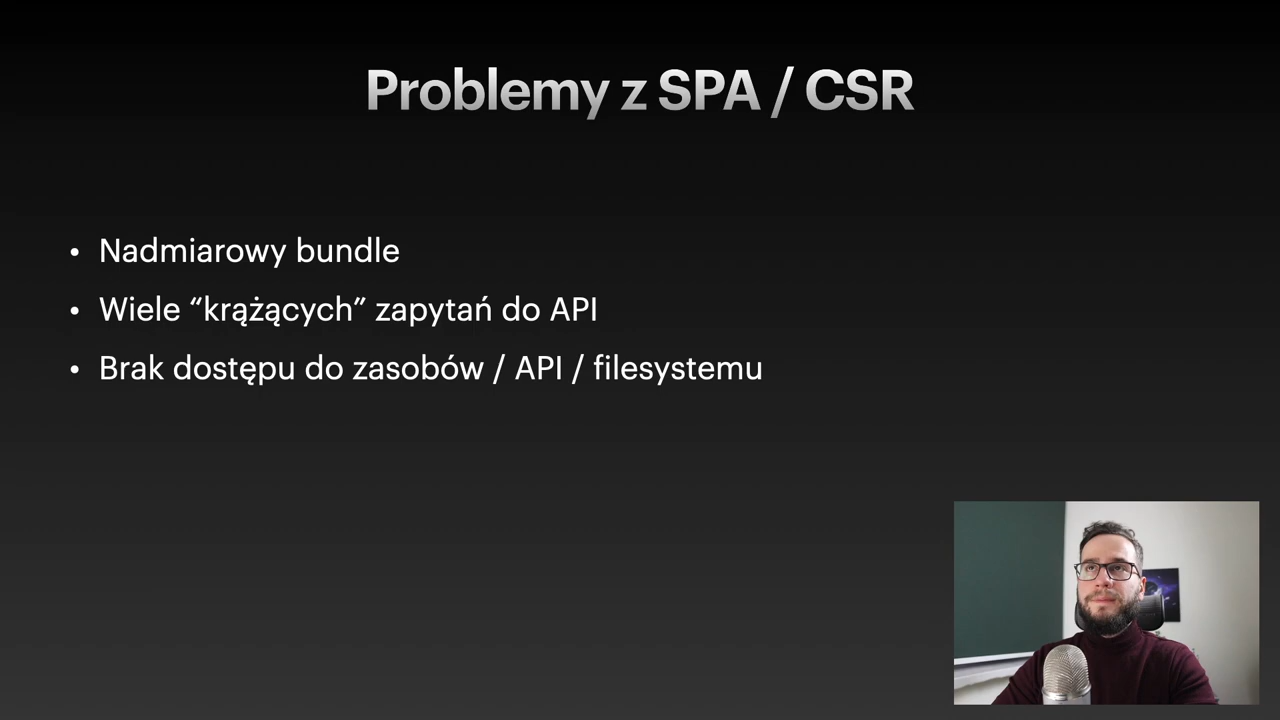 Problemy z SPA / CSR
• Nadmiarowy bundle
• Wiele “krążących” zapytań do API
• Brak dostępu do zasobów / API / filesystemu